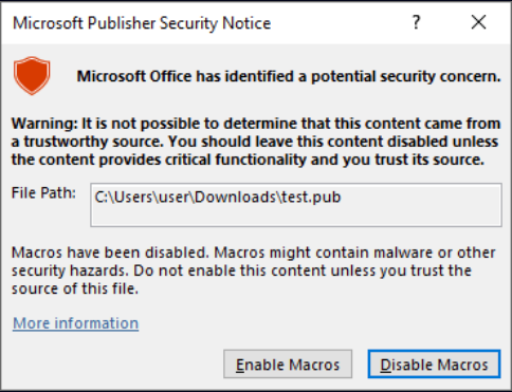 Microsoft Publisher Security Notice ?
Microsoft Office has identified a potential security concern.
Warning: It is not possible to determine that this content came from
a trustworthy source. You should leave this content disabled unless
the content provides critical functionality and you trust its source.
File Path: C:\Users\user\Downloads\test.pub
Macros have been disabled. Macros might contain malware or other
security hazards. Do not enable this content unless you trust the
source of this file.
More information
Enable Macros Disable Macros